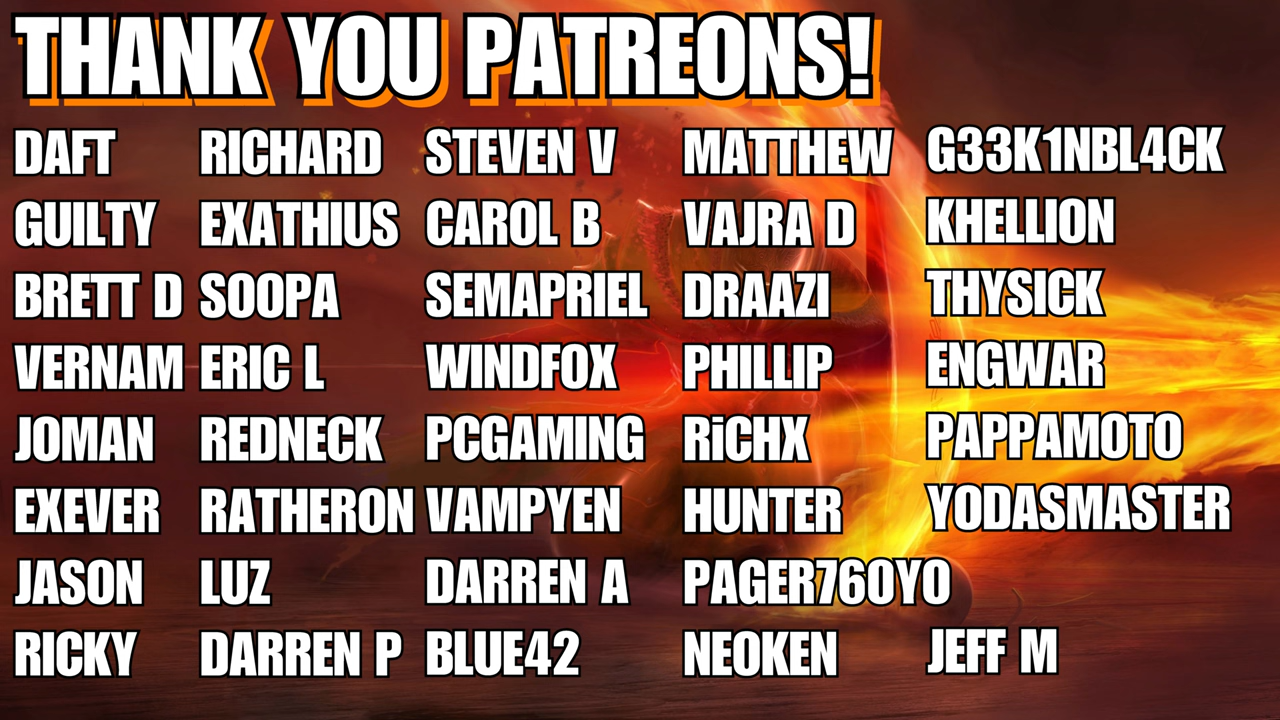 THANK YOU PATREONS!
DAFT RICHARD STEVEN V MATTHEW G33K1NBL4CK
GUILTY EXATHIUS CAROL B VAJRA D KHELLION
BRETT D SOOPA SEMAPRIEL DRAAZI THYSICK
VERNAM ERIC L WINDFOX PHILLIP ENGWAR
JOMAN REDNECK PCGAMING RiCHX PAPPAMOTO
EXEVER RATHERON VAMPYEN HUNTER YODASMASTER
JASON LUZ DARREN A PAGER760YO
RICKY DARREN P BLUE42 NEOKEN JEFF M